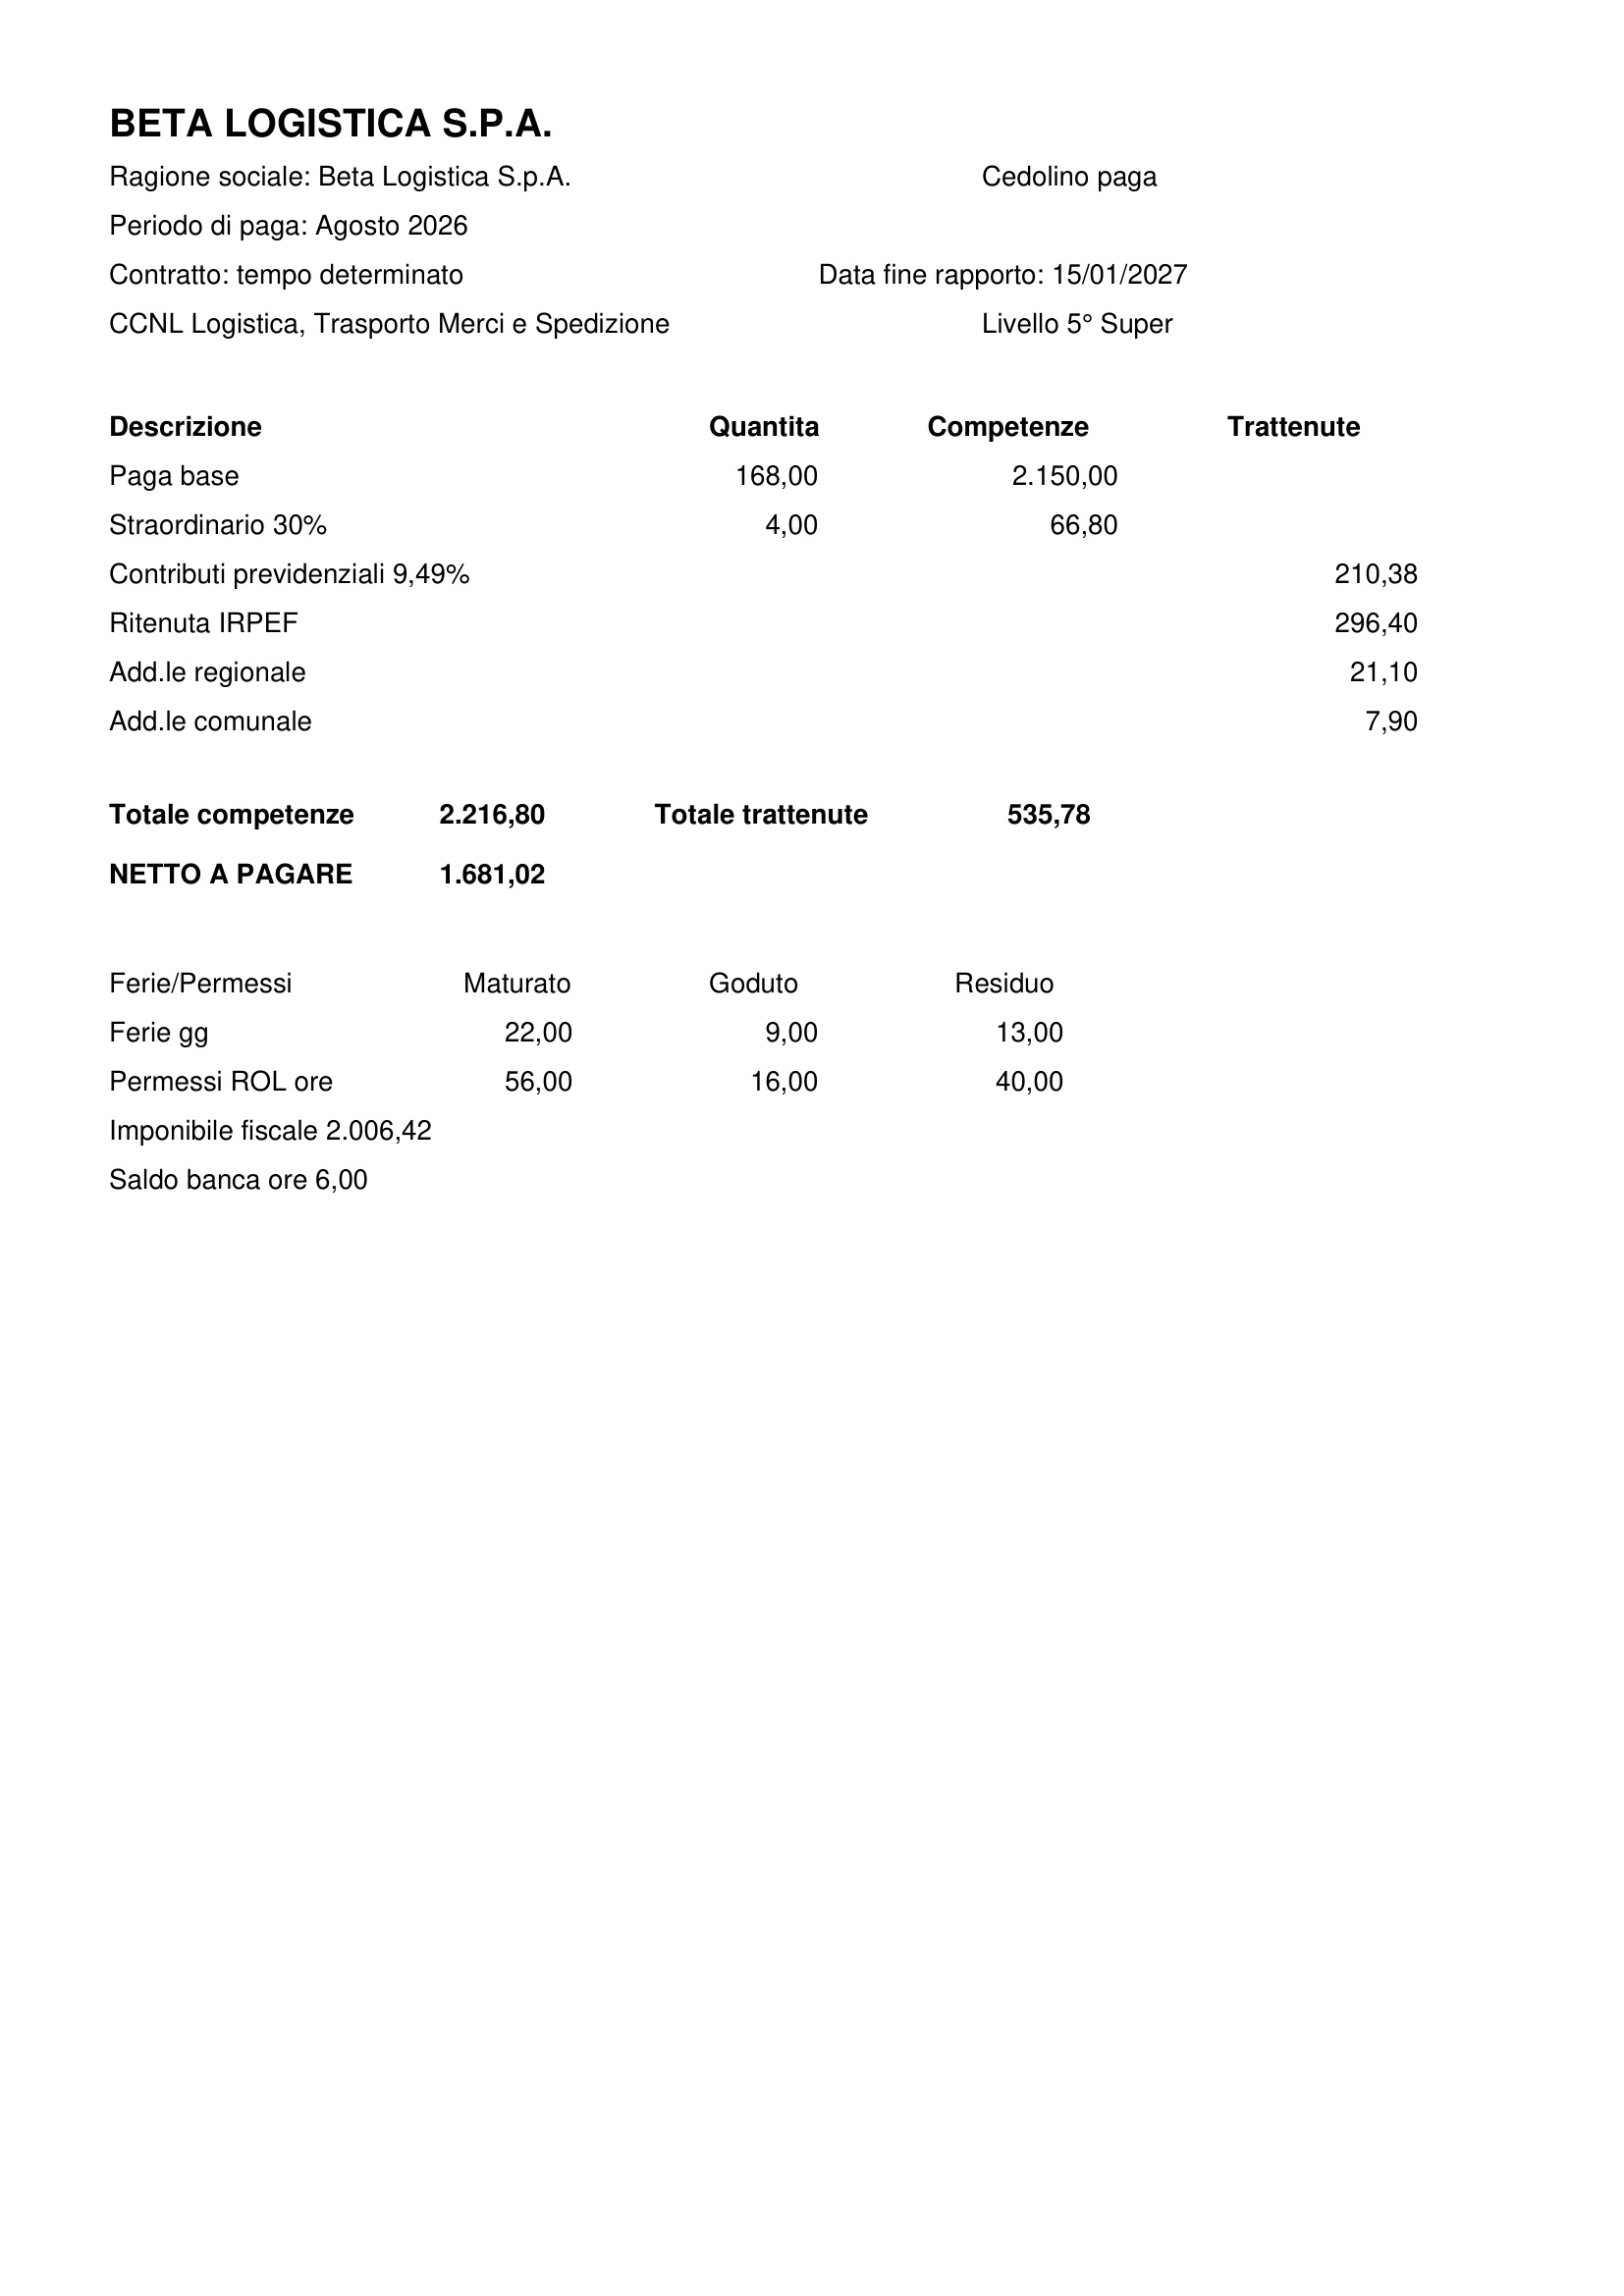 BETA LOGISTICA S.P.A.
Ragione sociale: Beta Logistica S.p.A. Cedolino paga
Periodo di paga: Agosto 2026
Contratto: tempo determinato Data fine rapporto: 15/01/2027
CCNL Logistica, Trasporto Merci e Spedizione Livello 5° Super
Descrizione Quantita Competenze Trattenute
Paga base 168,00 2.150,00
Straordinario 30% 4,00 66,80
Contributi previdenziali 9,49% 210,38
Ritenuta IRPEF 296,40
Add.le regionale 21,10
Add.le comunale 7,90
Totale competenze 2.216,80 Totale trattenute 535,78
NETTO A PAGARE 1.681,02
Ferie/Permessi Maturato Goduto Residuo
Ferie gg 22,00 9,00 13,00
Permessi ROL ore 56,00 16,00 40,00
Imponibile fiscale 2.006,42
Saldo banca ore 6,00